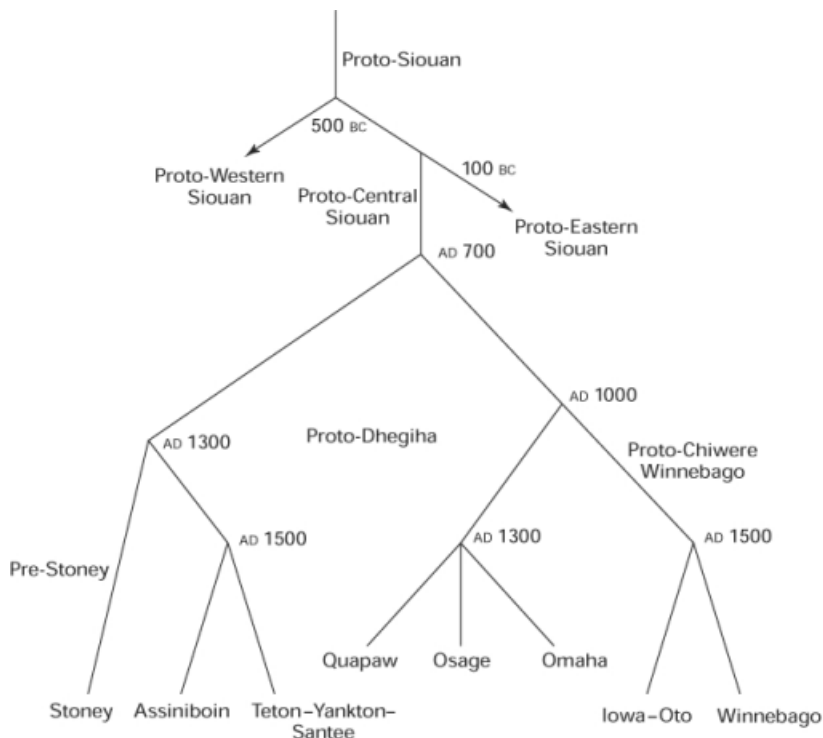 Proto-Siouan
500 BC
100 BC
Proto-Western
Siouan
Proto-Central
Siouan
Proto-Eastern
Siouan
AD 700
AD 1000
AD 1300
Proto-Dhegiha
Proto-Chiwere
Winnebago
AD 1500
AD 1300
AD 1500
Pre-Stoney
Quapaw
Osage
Omaha
Stoney
Assiniboin
Teton–Yankton–
Santee
Iowa–Oto
Winnebago